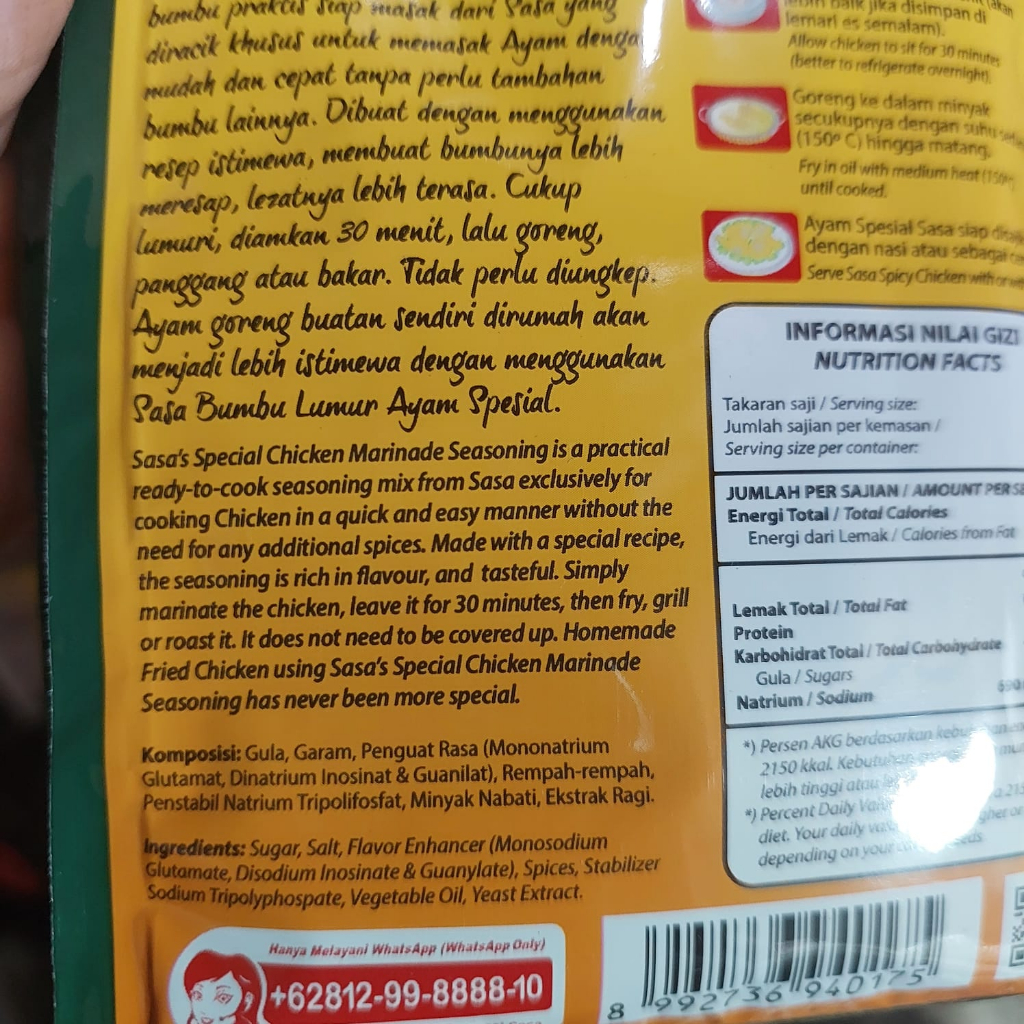 bumbu praktis siap masak dari Sasa yang
diracik khusus untuk memasak Ayam denga
mudah dan cepat tanpa perlu tambahan
bumbu lainnya. Dibuat dengan menggunakan
resep istimewa, membuat bumbunya lebih
meresap, lezatnya lebih terasa. Cukup
lumuri, diamkan 30 menit, lalu goreng,
panggang atau bakar. Tidak perlu diungkep.
Ayam goreng buatan sendiri dirumah akan
menjadi lebih istimewa dengan menggunakan
Sasa Bumbu Lumur Ayam Spesial.
Sasa's Special Chicken Marinade Seasoning is a practical
ready-to-cook seasoning mix from Sasa exclusively for
cooking Chicken in a quick and easy manner without the
need for any additional spices. Made with a special recipe,
the seasoning is rich in flavour, and tasteful. Simply
marinate the chicken, leave it for 30 minutes, then fry, grill
or roast it. It does not need to be covered up. Homemade
Fried Chicken using Sasa's Special Chicken Marinade
Seasoning has never been more special.
Komposisi: Gula, Garam, Penguat Rasa (Mononatrium
Glutamat, Dinatrium Inosinat & Guanilat), Rempah-rempah,
Penstabil Natrium Tripolifosfat, Minyak Nabati, Ekstrak Ragi.
Ingredients: Sugar, Salt, Flavor Enhancer (Monosodium
Glutamate, Disodium Inosinate & Guanylate), Spices, Stabilizer
Sodium Tripolyphospate, Vegetable Oil, Yeast Extract.
Hanya Melayani WhatsApp (WhatsApp Only)
+62812-99-8888-10
lebih baik jika disimpan di
lemari es semalam).
Allow chicken to sit for 30 minutes
(better to refrigerate overnight).
Goreng ke dalam minyak
secukupnya dengan suhu
(150° C) hingga matang.
Fry in oil with medium heat (150°
until cooked.
Ayam Spesial Sasa siap
dengan nasi atau sebagai
Serve Sasa Spicy Chicken with or
INFORMASI NILAI GIZI
NUTRITION FACTS
Takaran saji / Serving size:
Jumlah sajian per kemasan /
Serving size per container:
JUMLAH PER SAJIAN / AMOUNT PER SE
Energi Total / Total Calories
Energi dari Lemak / Calories from Fat
Lemak Total / Total Fat
Protein
Karbohidrat Total / Total Carbohydrate
Gula / Sugars
Natrium / Sodium
*) Persen AKG berdasarkan
2150 kkal. Kebutuhan
lebih tinggi atau
*) Percent Daily
diet. Your daily
depending on your
8 992736 940175